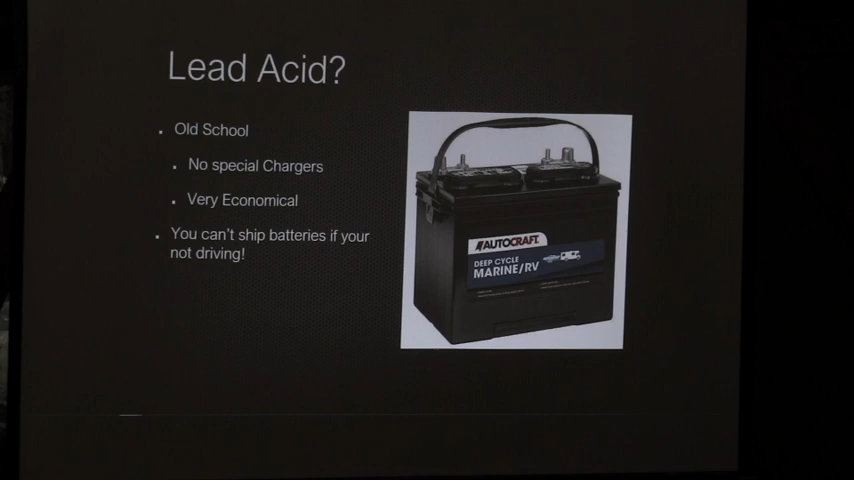 Lead Acid?
Old School
No special Chargers
Very Economical
You can't ship batteries if your
not driving!
AUTOCRAFT
DEEP CYCLE
MARINE/RV